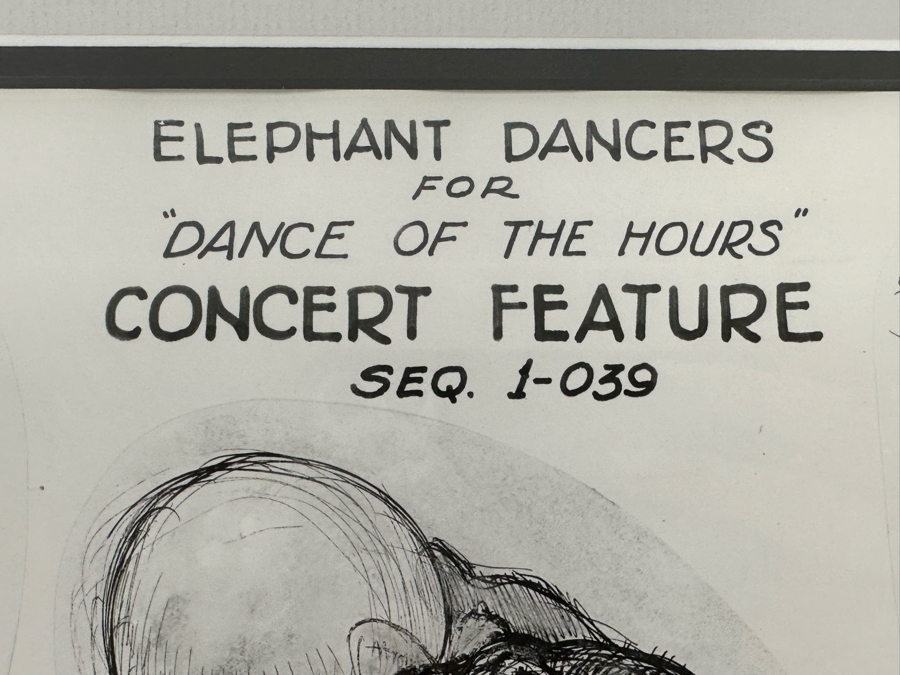 ELEPHANT DANCERS
FOR
"DANCE OF THE HOURS"
CONCERT FEATURE
SEQ. 1-039